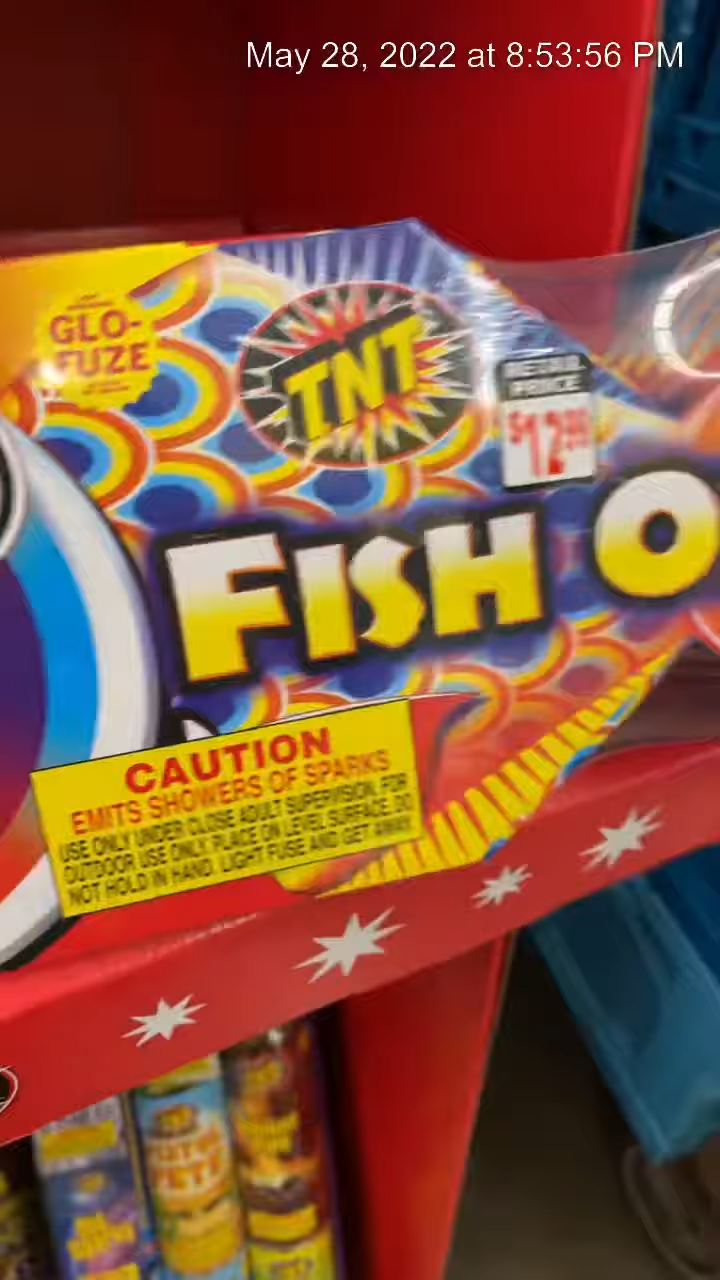 May 28, 2022 at 8:53:56 PM
GLO-
FUZE
TNT
RETAIL
PRICE
$12.99
FISH O
CAUTION
EMITS SHOWERS OF SPARKS
USE ONLY UNDER CLOSE ADULT SUPERVISION. FOR
OUTDOOR USE ONLY. PLACE ON LEVEL SURFACE. DO
NOT HOLD IN HAND. LIGHT FUSE AND GET AWAY.
PETE